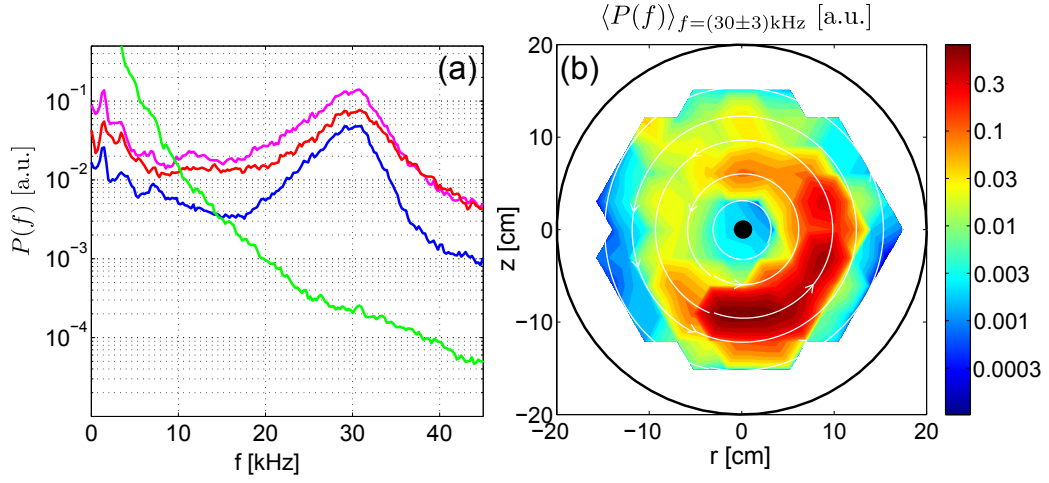 ⟨P(f)⟩f=(30±3)kHz [a.u.]
(a)
10⁻¹
10⁻²
10⁻³
10⁻⁴
P(f) [a.u.]
0 10 20 30 40
f [kHz]
(b)
20
10
0
−10
−20
z [cm]
−20 −10 0 10 20
r [cm]
0.3
0.1
0.03
0.01
0.003
0.001
0.0003